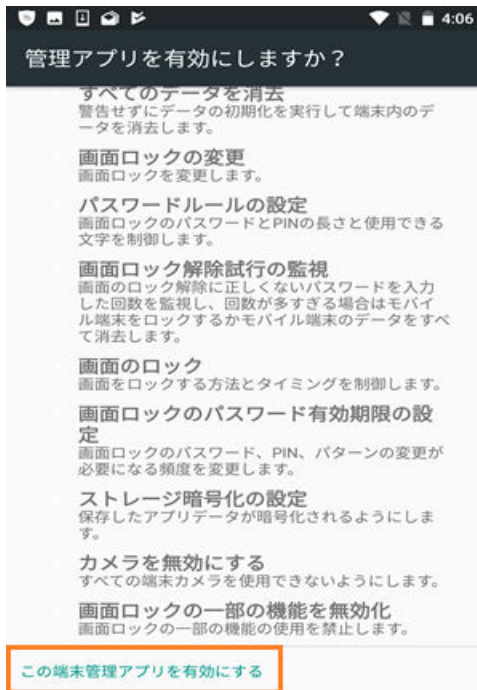 4:06
管理アプリを有効にしますか？
すべてのデータを消去
警告せずにデータの初期化を実行して端末内のデ
ータを消去します。
画面ロックの変更
画面ロックを変更します。
パスワードルールの設定
画面ロックのパスワードとPINの長さと使用できる
文字を制御します。
画面ロック解除試行の監視
画面のロック解除に正しくないパスワードを入力
した回数を監視し、回数が多すぎる場合はモバイ
ル端末をロックするかモバイル端末のデータをすべ
て消去します。
画面のロック
画面をロックする方法とタイミングを制御します。
画面ロックのパスワード有効期限の設
定
画面ロックのパスワード、PIN、パターンの変更が
必要になる頻度を変更します。
ストレージ暗号化の設定
保存したアプリデータが暗号化されるようにしま
す。
カメラを無効にする
すべての端末カメラを使用できないようにします。
画面ロックの一部の機能を無効化
画面ロックの一部の機能の使用を禁止します。
この端末管理アプリを有効にする